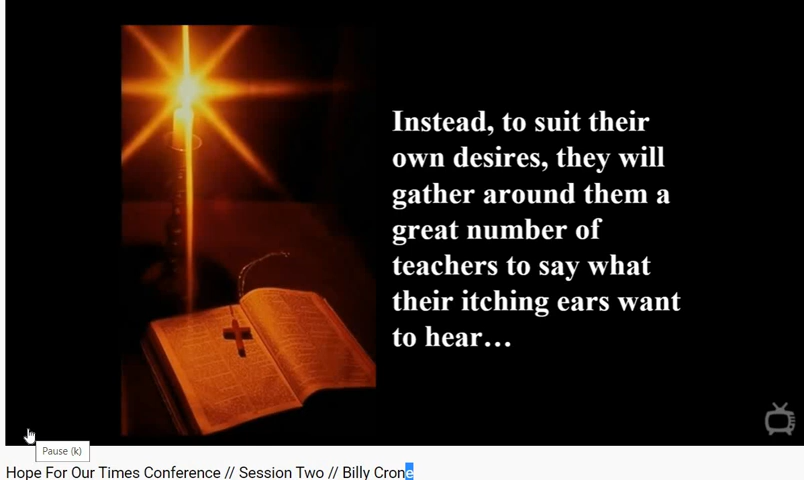 Instead, to suit their
own desires, they will
gather around them a
great number of
teachers to say what
their itching ears want
to hear…
Pause (k)
Hope For Our Times Conference // Session Two // Billy Crone